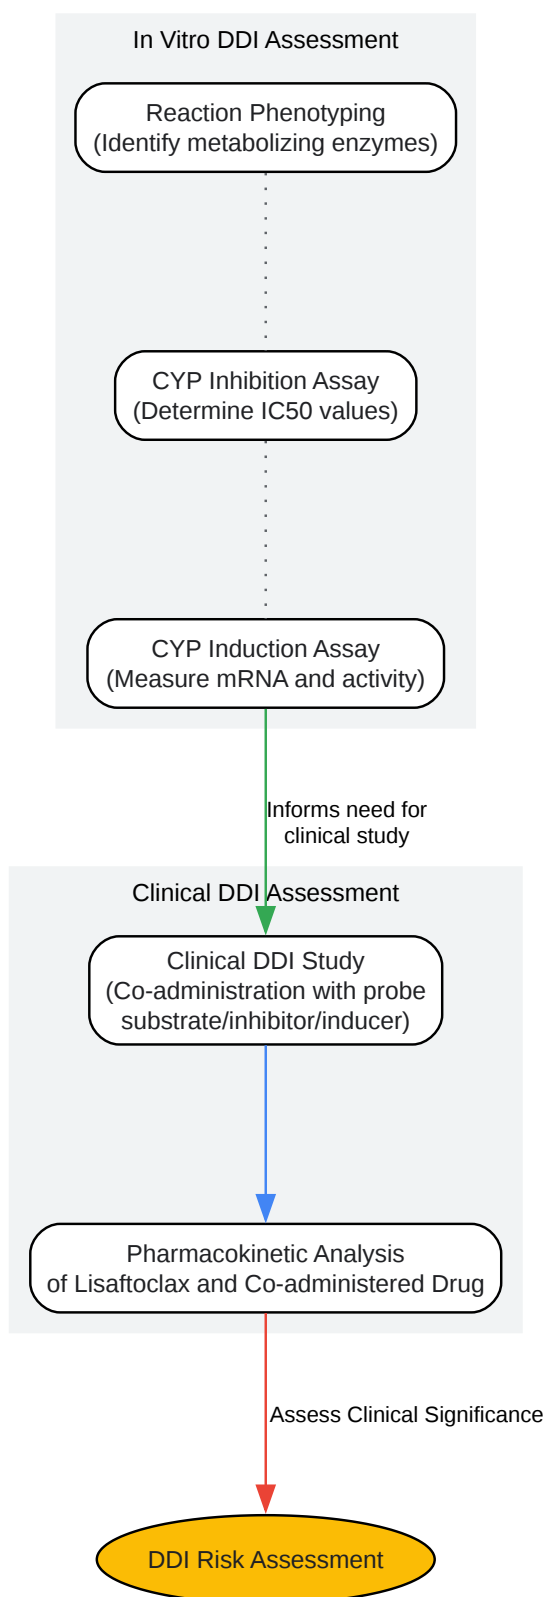 In Vitro DDI Assessment
Reaction Phenotyping
(Identify metabolizing enzymes)
CYP Inhibition Assay
(Determine IC50 values)
CYP Induction Assay
(Measure mRNA and activity)
Informs need for
clinical study
Clinical DDI Assessment
Clinical DDI Study
(Co-administration with probe
substrate/inhibitor/inducer)
Pharmacokinetic Analysis
of Lisaftoclax and Co-administered Drug
Assess Clinical Significance
DDI Risk Assessment